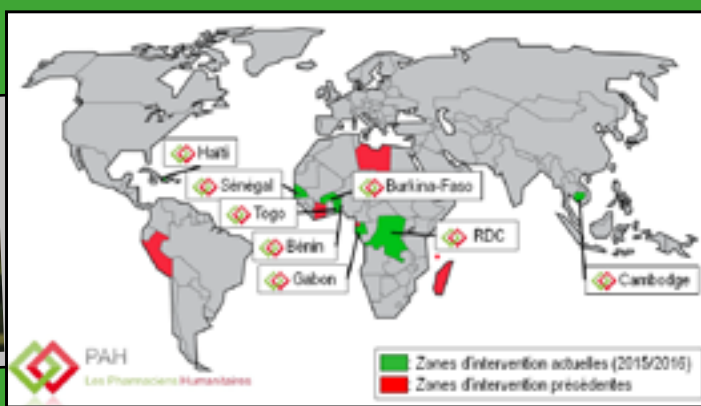 Haïti
Sénégal
Burkina-Faso
Togo
Bénin
RDC
Gabon
Cambodge
PAH
Les Pharmaciens Humanitaires
Zones d'intervention actuelles (2015/2016)
Zones d'intervention précédentes